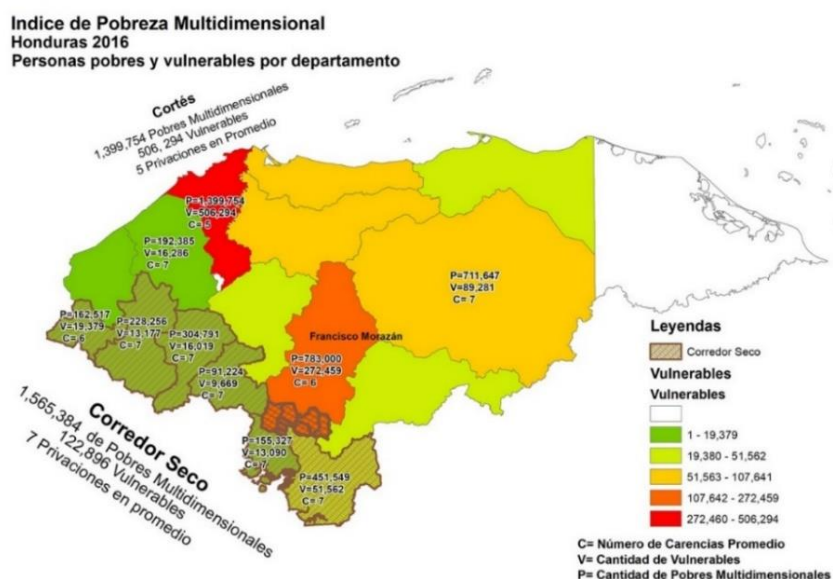 Indice de Pobreza Multidimensional
Honduras 2016
Personas pobres y vulnerables por departamento
Cortés
1,399,754 Pobres Multidimensionales
506, 294 Vulnerables
5 Privaciones en Promedio
P=1,399,754
V=506,294
C= 5
P=192,385
V=16,286
C= 7
P=711,647
V=89,281
C= 7
P=162,517
V=19,379
C= 6
P=228,256
V=13,177
C= 7
P=304,791
V=16,019
C= 7
Francisco Morazán
P=783,000
V=272,459
C= 6
P=91,224
V=9,669
C= 7
P=155,327
V=13,090
C= 7
P=451,549
V=51,562
C= 7
Corredor Seco
1,565,384 de Pobres Multidimensionales
122,896 Vulnerables
7 Privaciones en promedio
Leyendas
Corredor Seco
Vulnerables
Vulnerables
1 - 19,379
19,380 - 51,562
51,563 - 107,641
107,642 - 272,459
272,460 - 506,294
C= Número de Carencias Promedio
V= Cantidad de Vulnerables
P= Cantidad de Pobres Multidimensionales